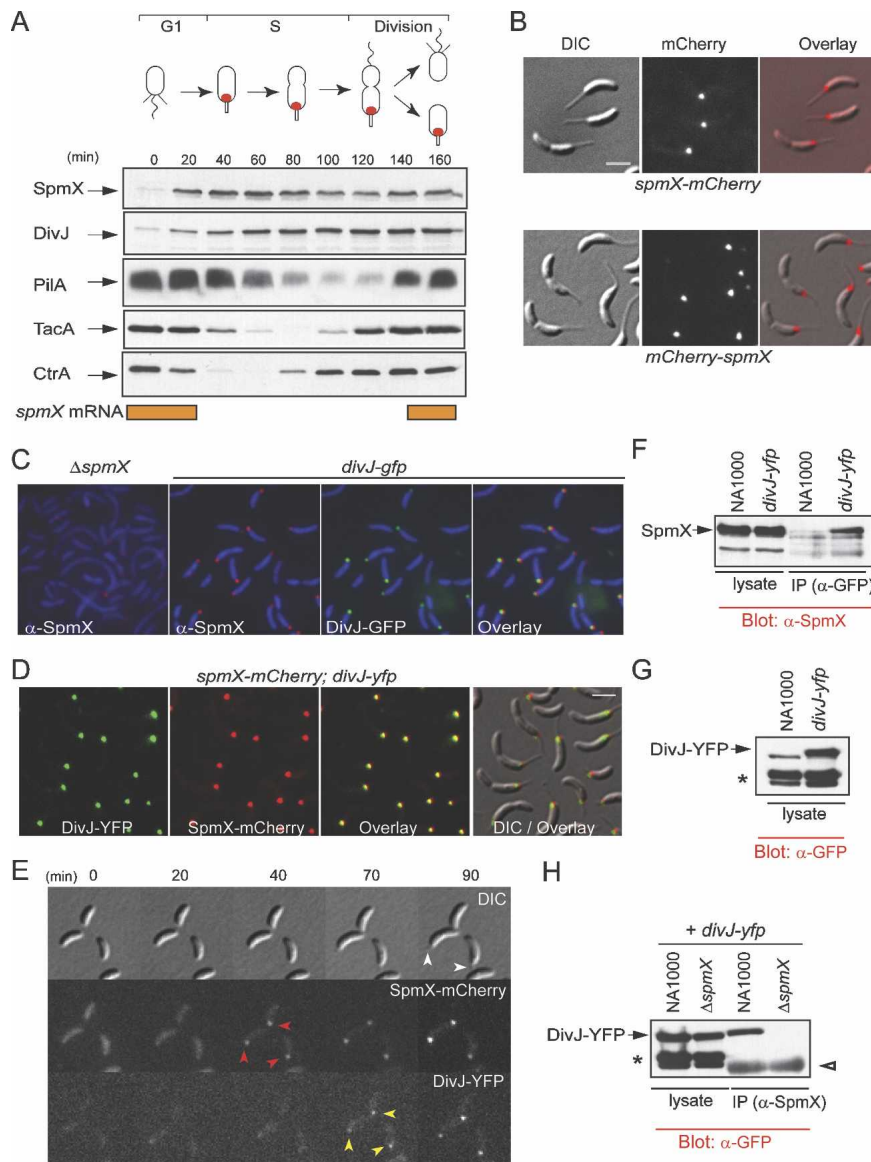 A
G1 S Division
(min) 0 20 40 60 80 100 120 140 160
SpmX
DivJ
PilA
TacA
CtrA
spmX mRNA
B
DIC mCherry Overlay
spmX-mCherry
mCherry-spmX
C
ΔspmX divJ-gfp
α-SpmX α-SpmX DivJ-GFP Overlay
D
spmX-mCherry; divJ-yfp
DivJ-YFP SpmX-mCherry Overlay DIC / Overlay
E
(min) 0 20 40 70 90
DIC
SpmX-mCherry
DivJ-YFP
F
NA1000 divJ-yfp NA1000 divJ-yfp
SpmX
lysate IP (α-GFP)
Blot: α-SpmX
G
NA1000 divJ-yfp
DivJ-YFP
*
lysate
Blot: α-GFP
H
+ divJ-yfp
NA1000 ΔspmX NA1000 ΔspmX
DivJ-YFP
*
lysate IP (α-SpmX)
Blot: α-GFP